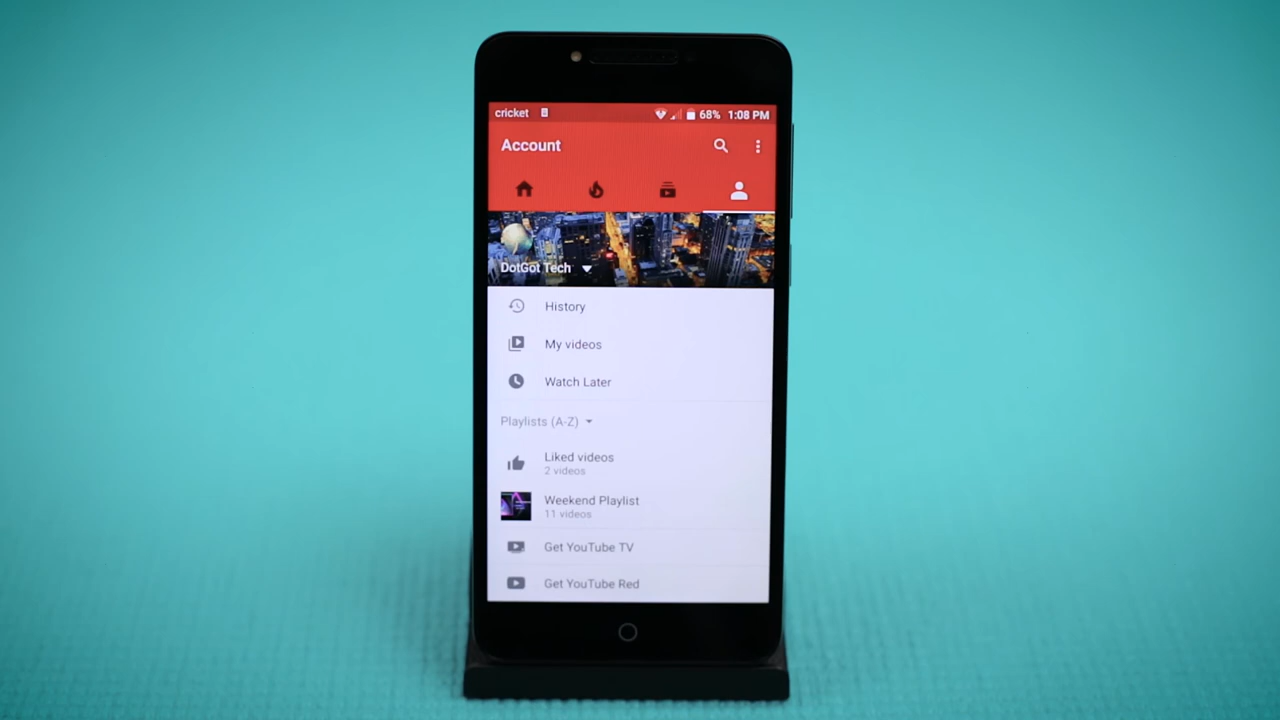 cricket 68% 1:08 PM
Account
DotGot Tech
History
My videos
Watch Later
Playlists (A-Z)
Liked videos
2 videos
Weekend Playlist
11 videos
Get YouTube TV
Get YouTube Red